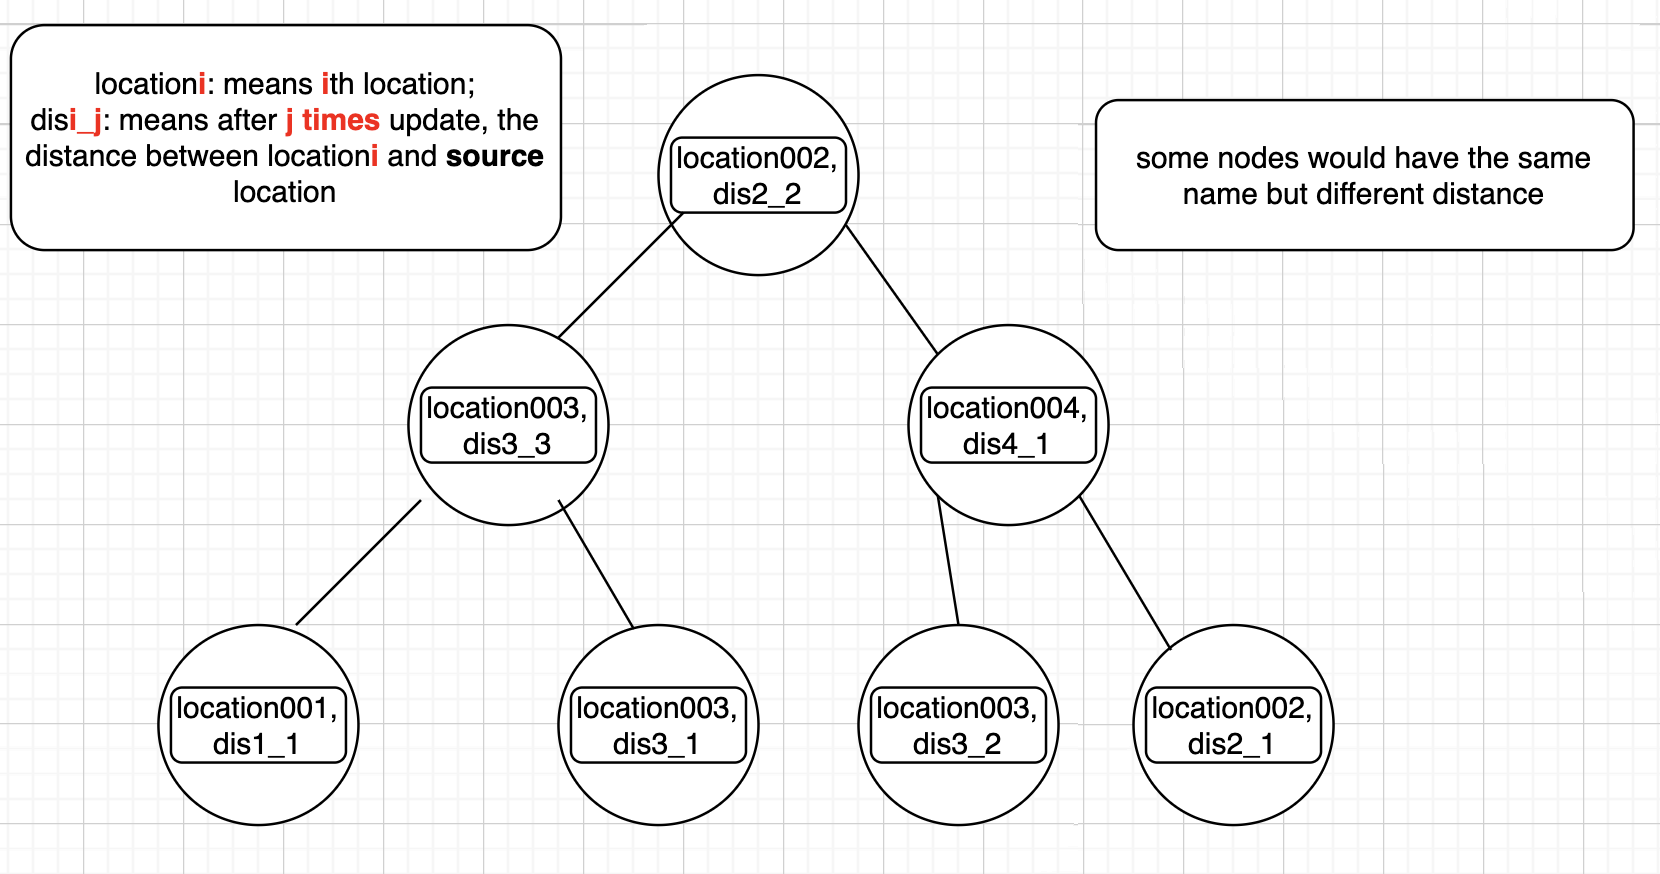 locationi: means ith location;
disi_j: means after j times update, the
distance between locationi and source
location
some nodes would have the same
name but different distance
location002,
dis2_2
location003,
dis3_3
location004,
dis4_1
location001,
dis1_1
location003,
dis3_1
location003,
dis3_2
location002,
dis2_1